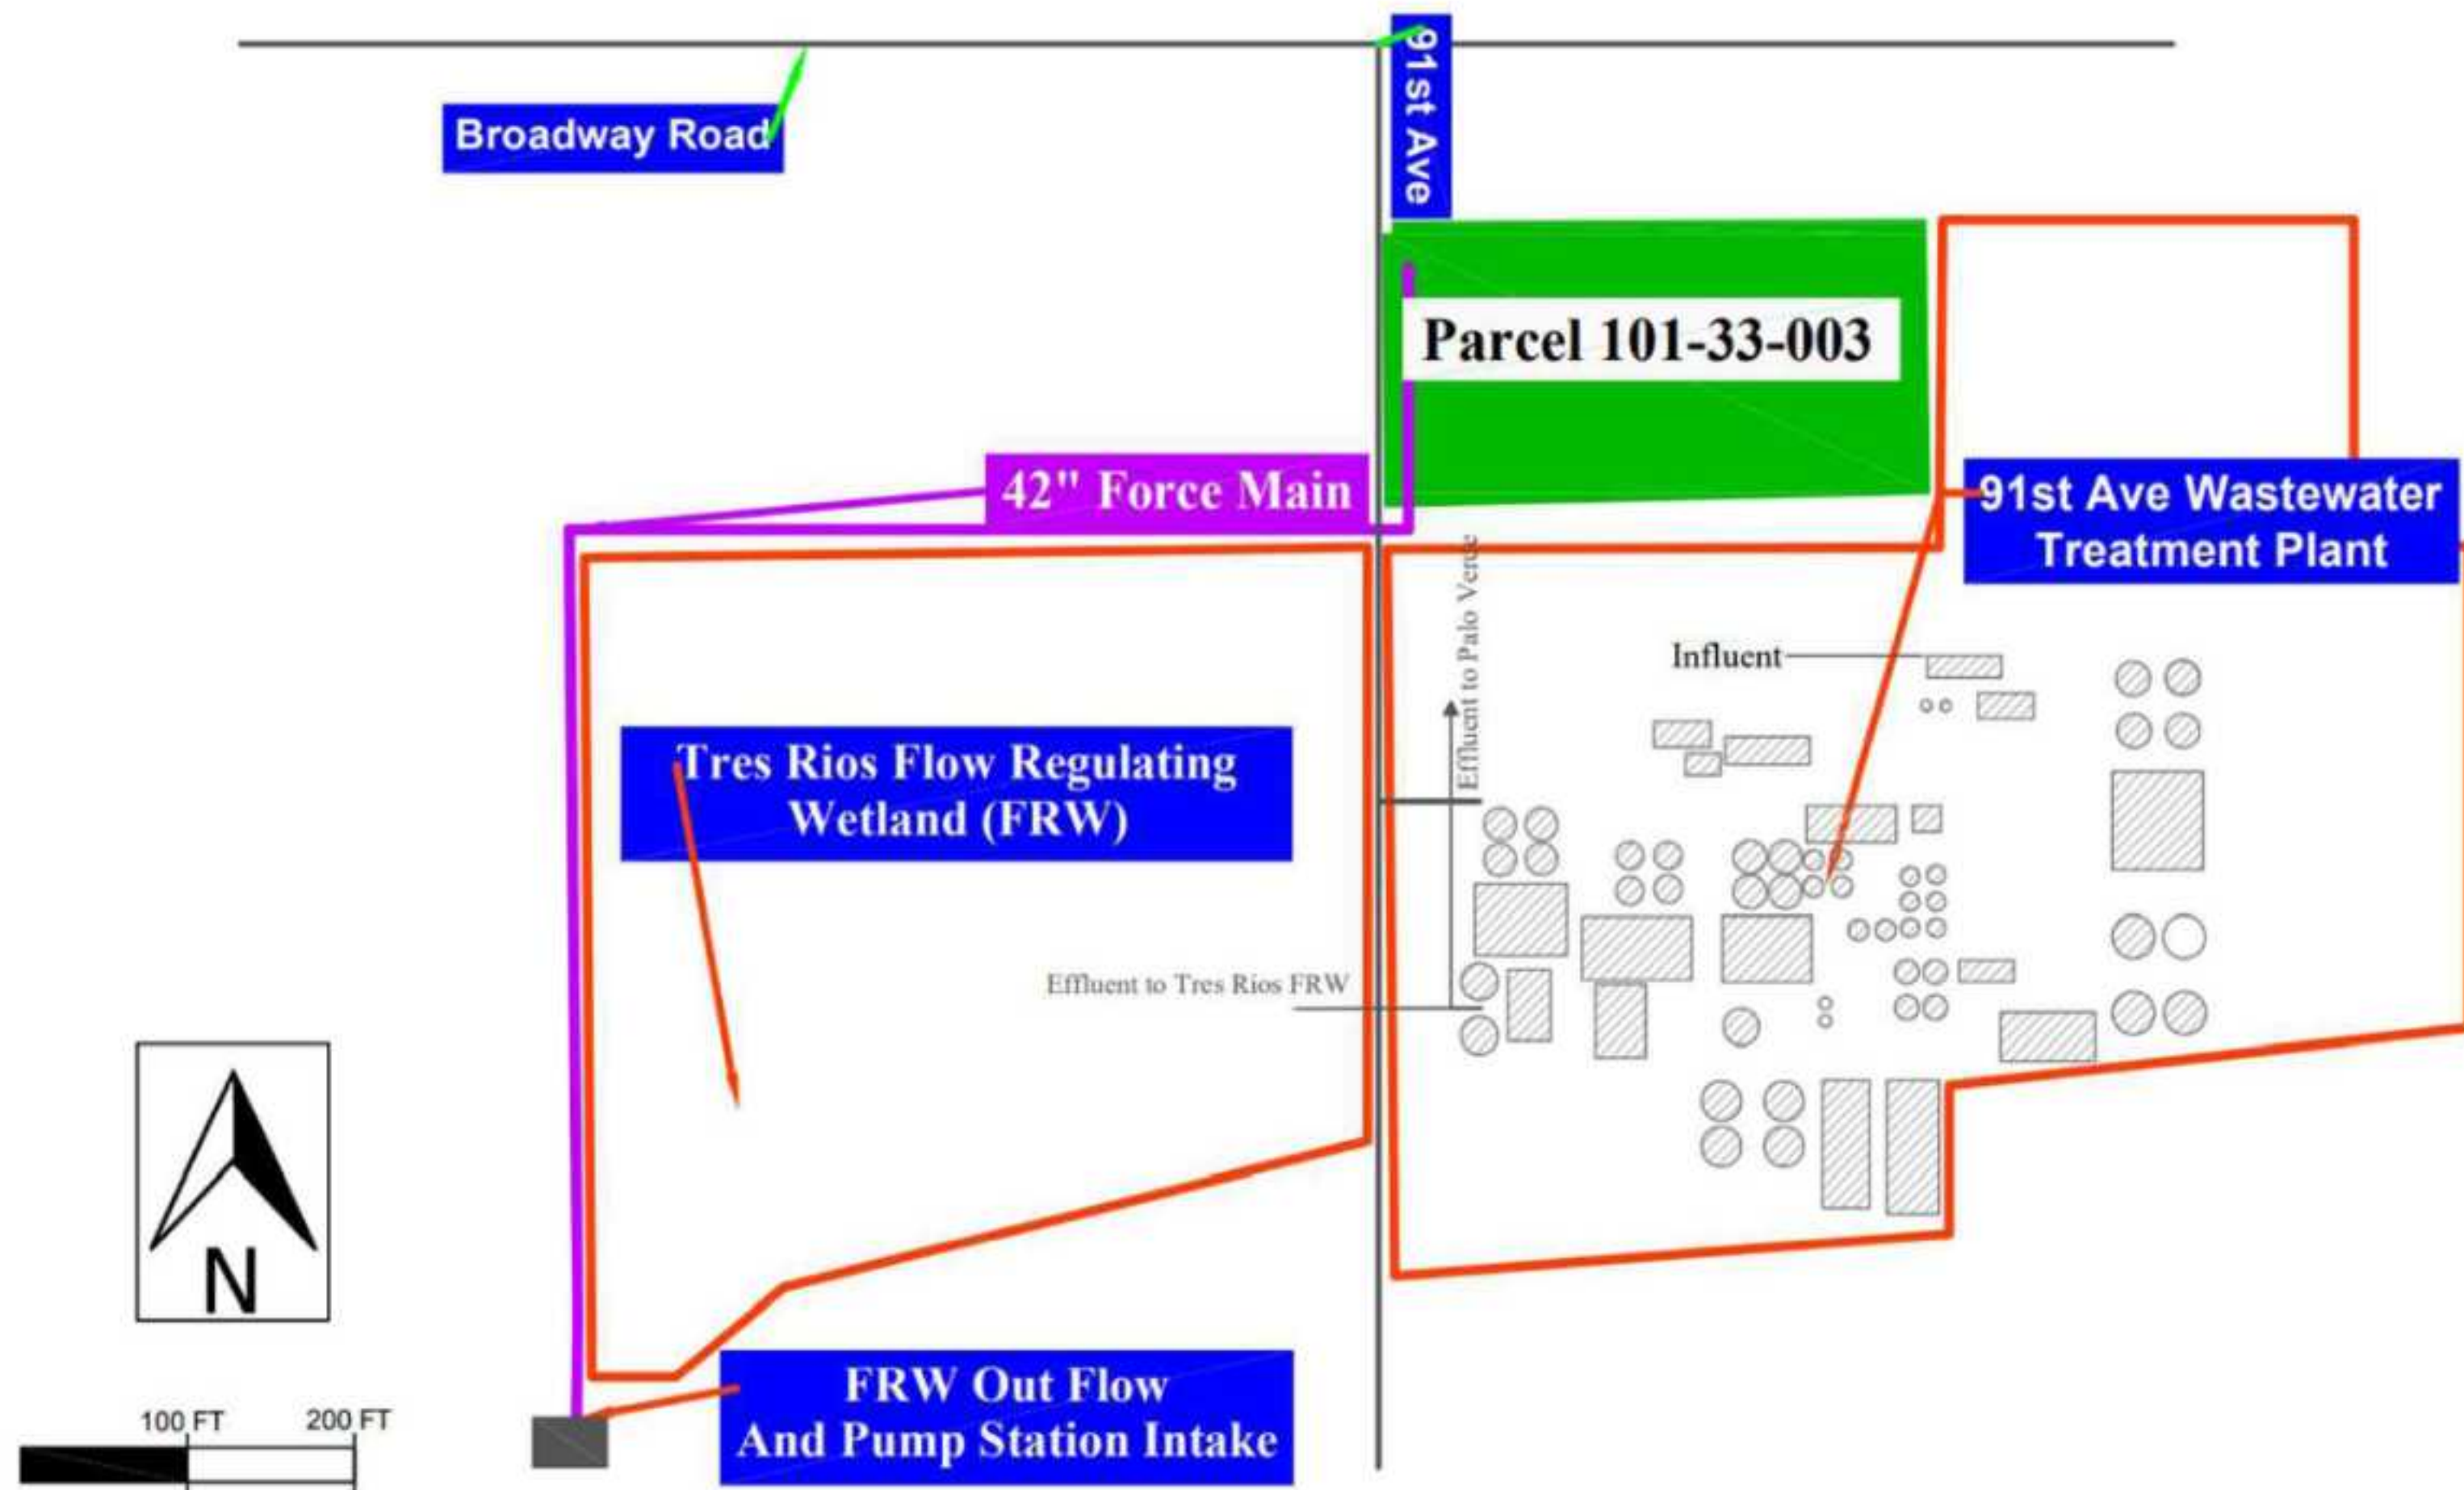 91st Ave
Broadway Road
Parcel 101-33-003
42" Force Main
91st Ave Wastewater
Treatment Plant
Effluent to Palo Verde
Influent
Tres Rios Flow Regulating
Wetland (FRW)
Effluent to Tres Rios FRW
N
FRW Out Flow
And Pump Station Intake
100 FT 200 FT